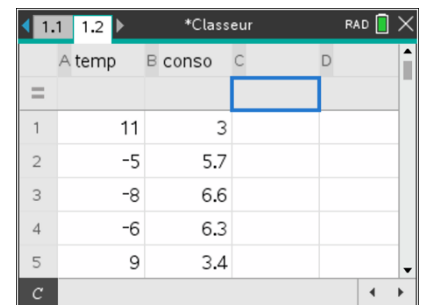 1.1 1.2 *Classeur RAD
A temp B conso C D
=
1 11 3
2 -5 5.7
3 -8 6.6
4 -6 6.3
5 9 3.4
C